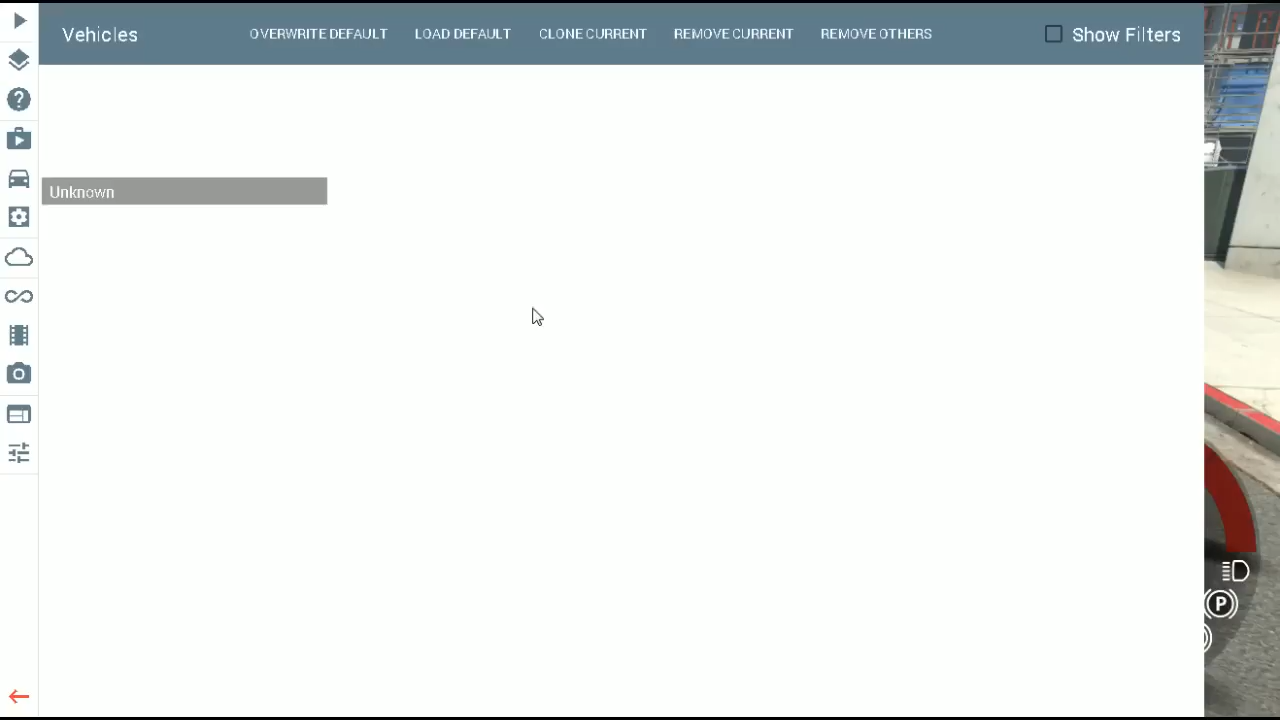 Vehicles
OVERWRITE DEFAULT
LOAD DEFAULT
CLONE CURRENT
REMOVE CURRENT
REMOVE OTHERS
Show Filters
Unknown
P